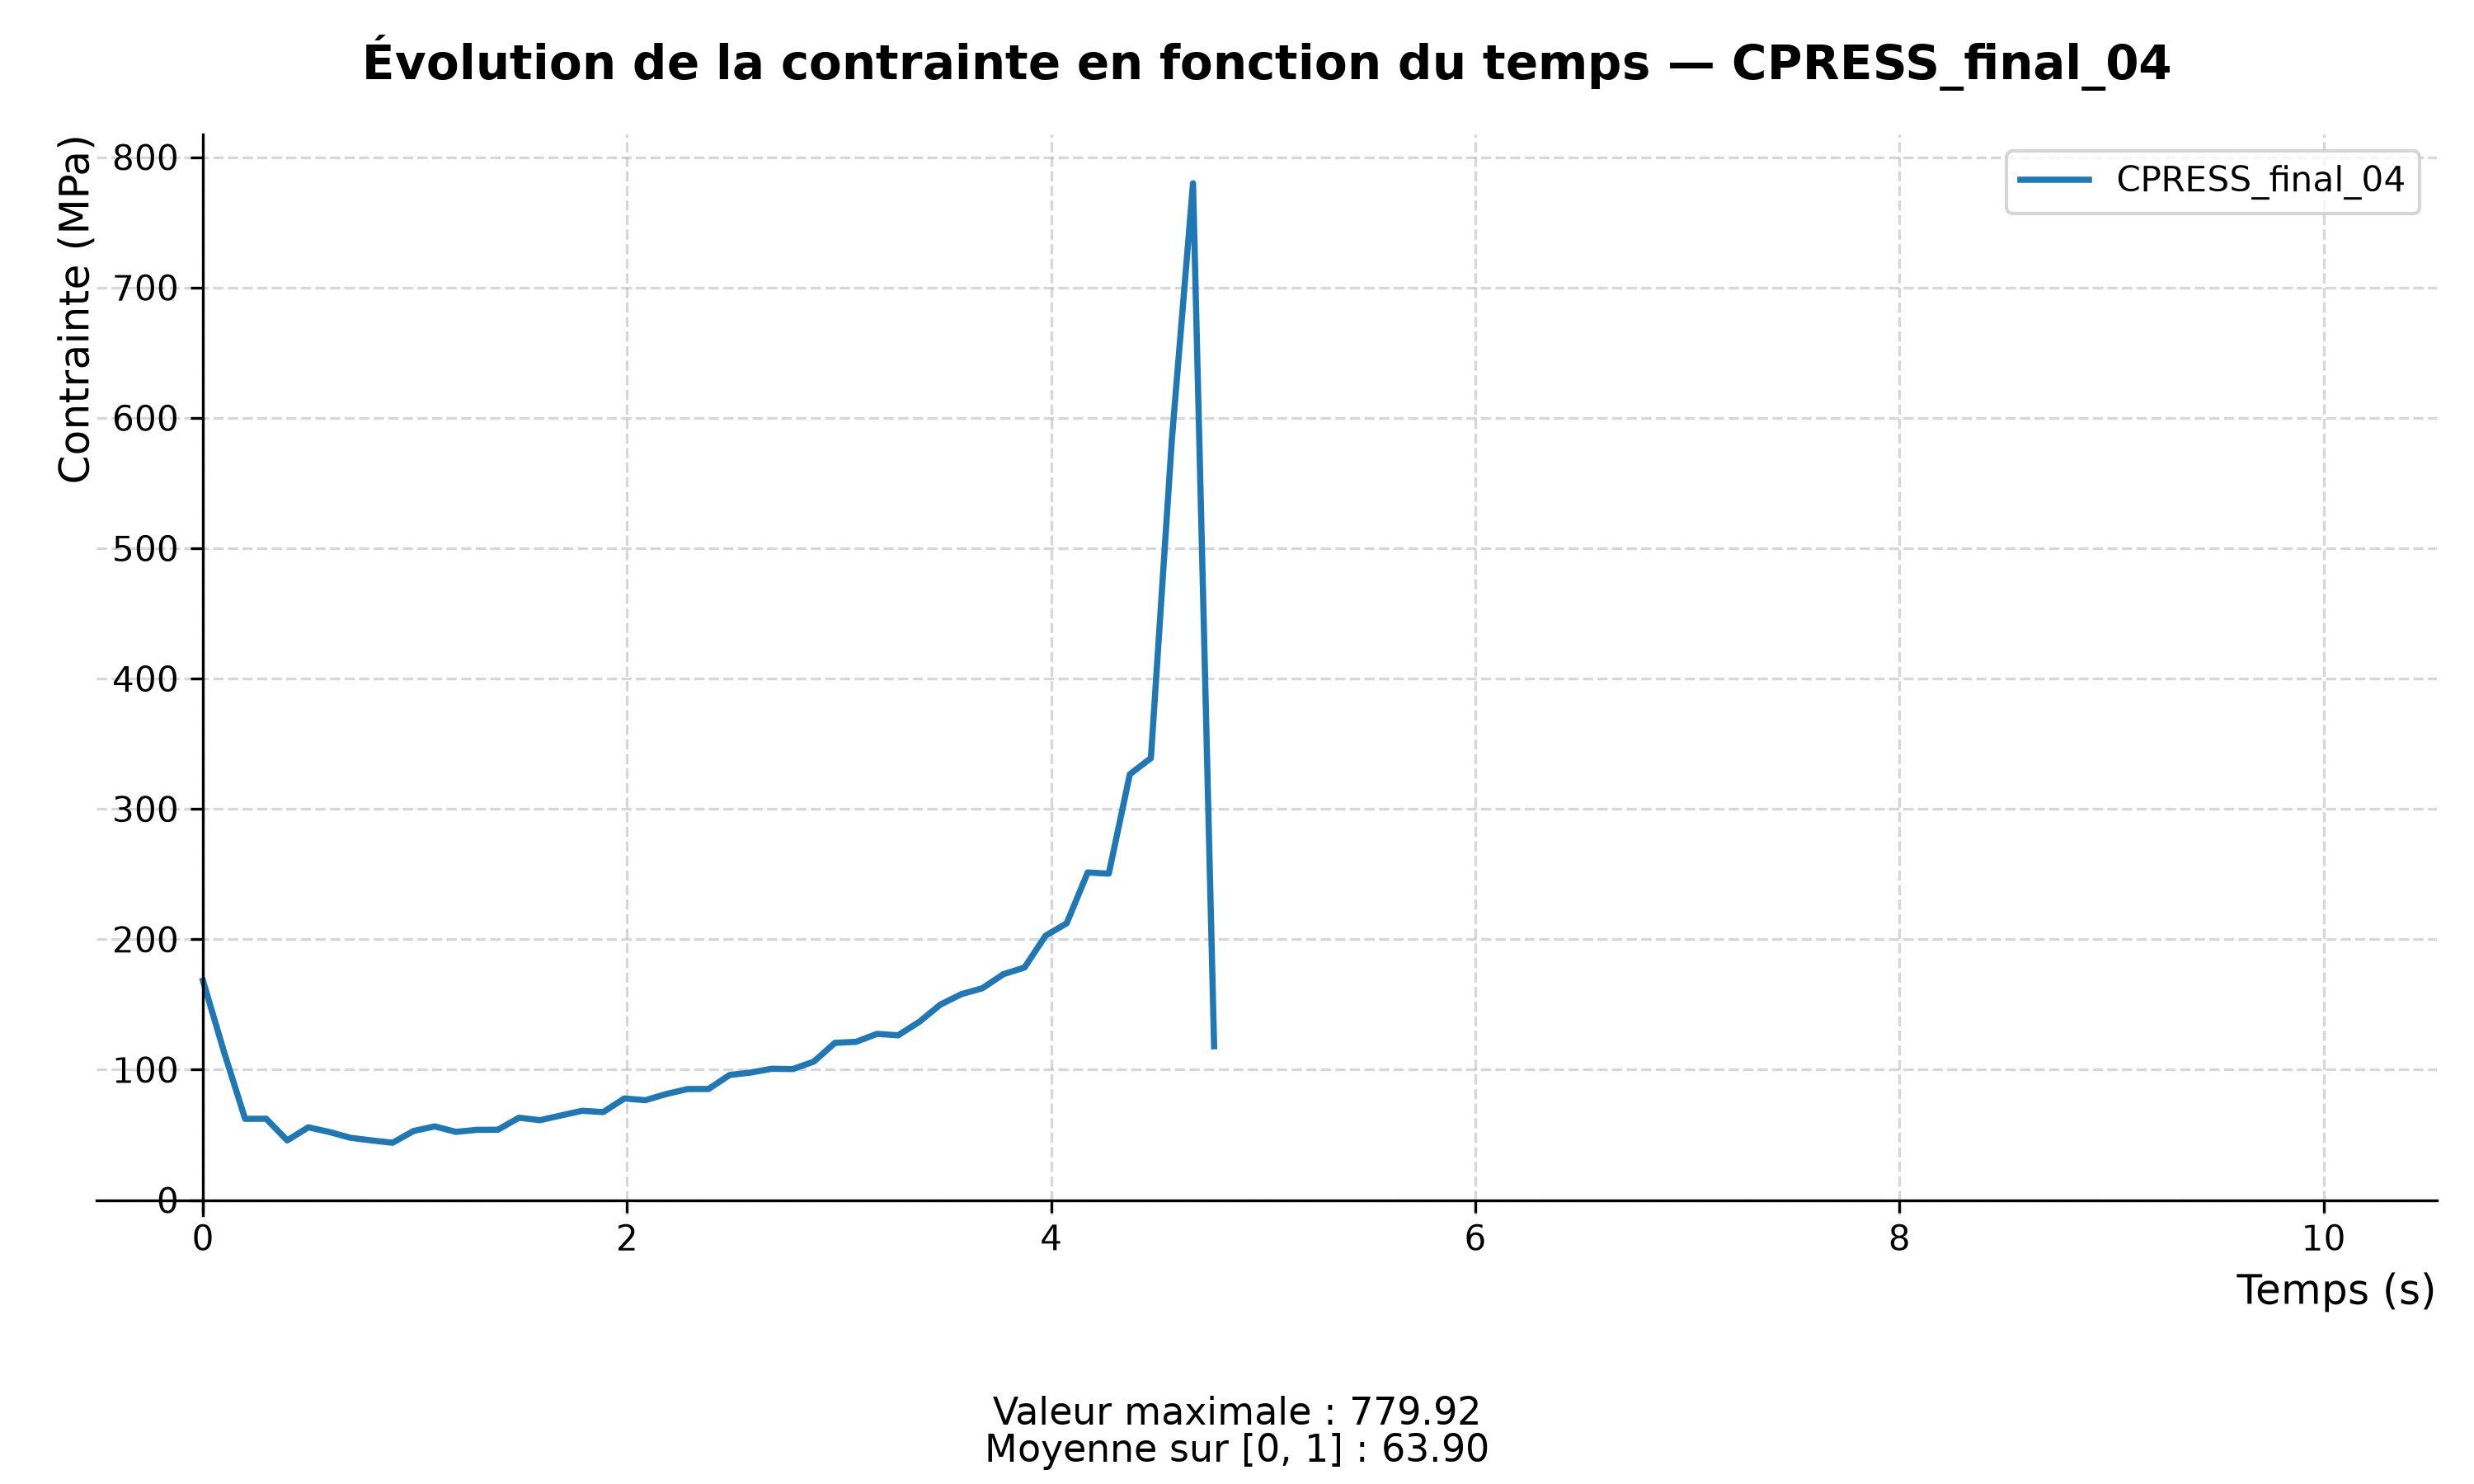 Évolution de la contrainte en fonction du temps — CPRESS_final_04
Contrainte (MPa)
800
700
600
500
400
300
200
100
0
CPRESS_final_04
0 2 4 6 8 10
Temps (s)
Valeur maximale : 779.92
Moyenne sur [0, 1] : 63.90